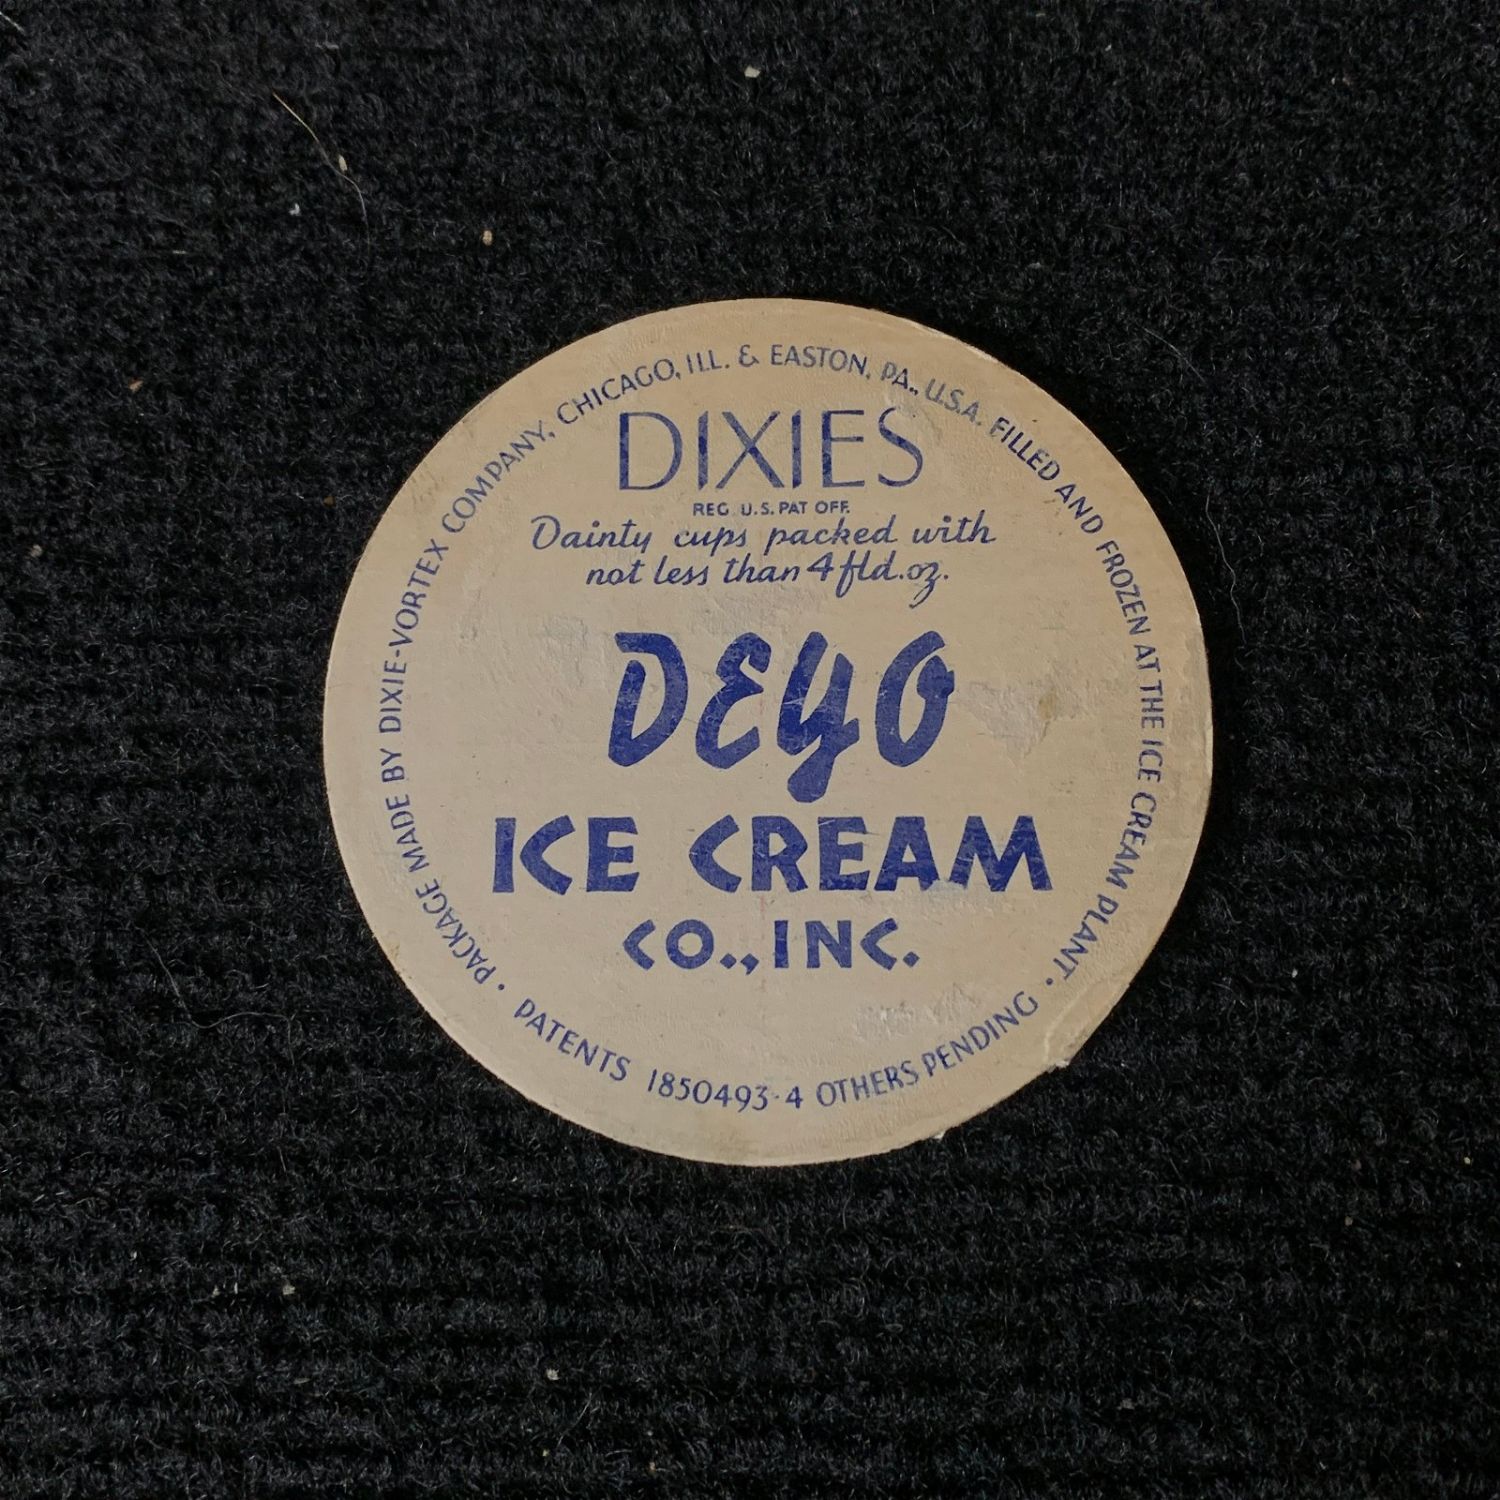 PACKAGE MADE BY DIXIE-VORTEX COMPANY, CHICAGO, ILL. & EASTON, PA., U.S.A. FILLED AND FROZEN AT THE ICE CREAM PLANT •
DIXIES
REG. U.S. PAT OFF.
Dainty cups packed with
not less than 4 fld.oz.
DEYO
ICE CREAM
CO., INC.
• PATENTS 1850493-4 OTHERS PENDING